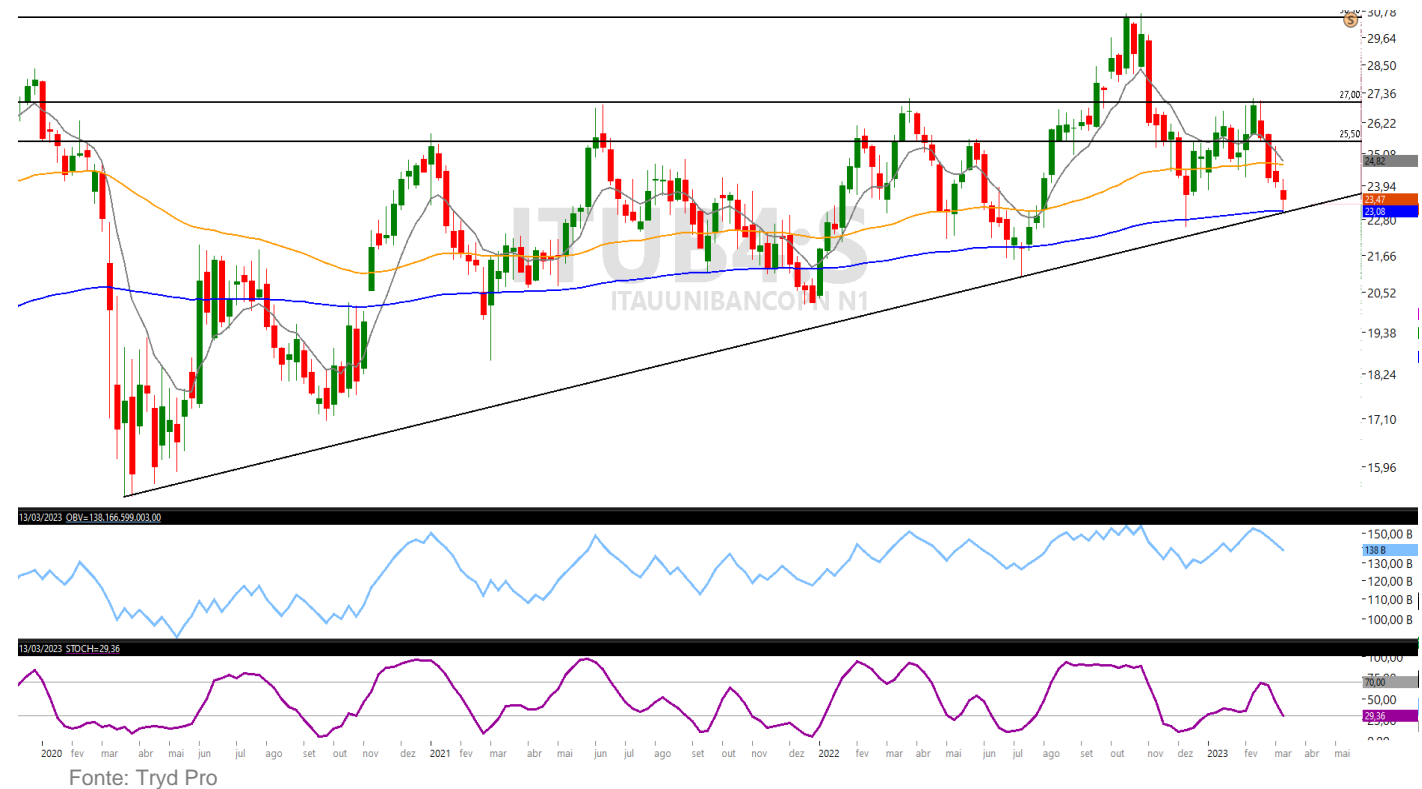 30,78
29,64
28,50
27,36
27,00
26,22
25,50
25,08
24,82
23,94
23,47
23,08
22,80
21,66
20,52
19,38
18,24
17,10
15,96
S
ITUB4:S
ITAUUNIBANCOPN N1
13/03/2023 OBV=138.166.599.003,00
150,00 B
138 B
130,00 B
120,00 B
110,00 B
100,00 B
13/03/2023 STOCH=29,36
100,00
75,00
70,00
50,00
29,36
25,00
0,00
2020 fev mar abr mai jun jul ago set out nov dez 2021 fev mar abr mai jun jul ago set out nov dez 2022 fev mar abr mai jun jul ago set out nov dez 2023 fev mar abr mai
Fonte: Tryd Pro